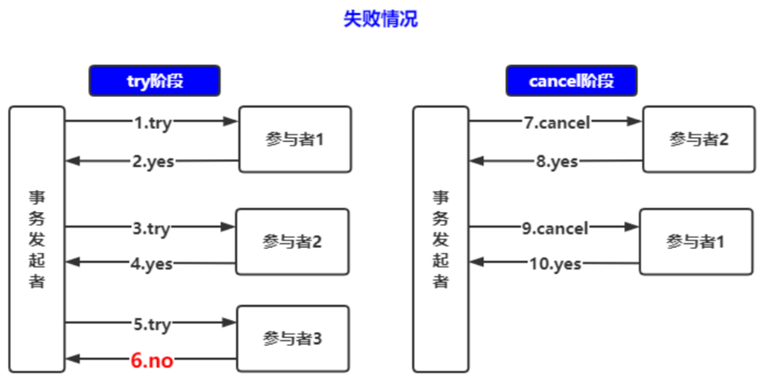 失败情况
try阶段
事务发起者
1.try
参与者1
2.yes
3.try
参与者2
4.yes
5.try
参与者3
6.no
cancel阶段
事务发起者
7.cancel
参与者2
8.yes
9.cancel
参与者1
10.yes